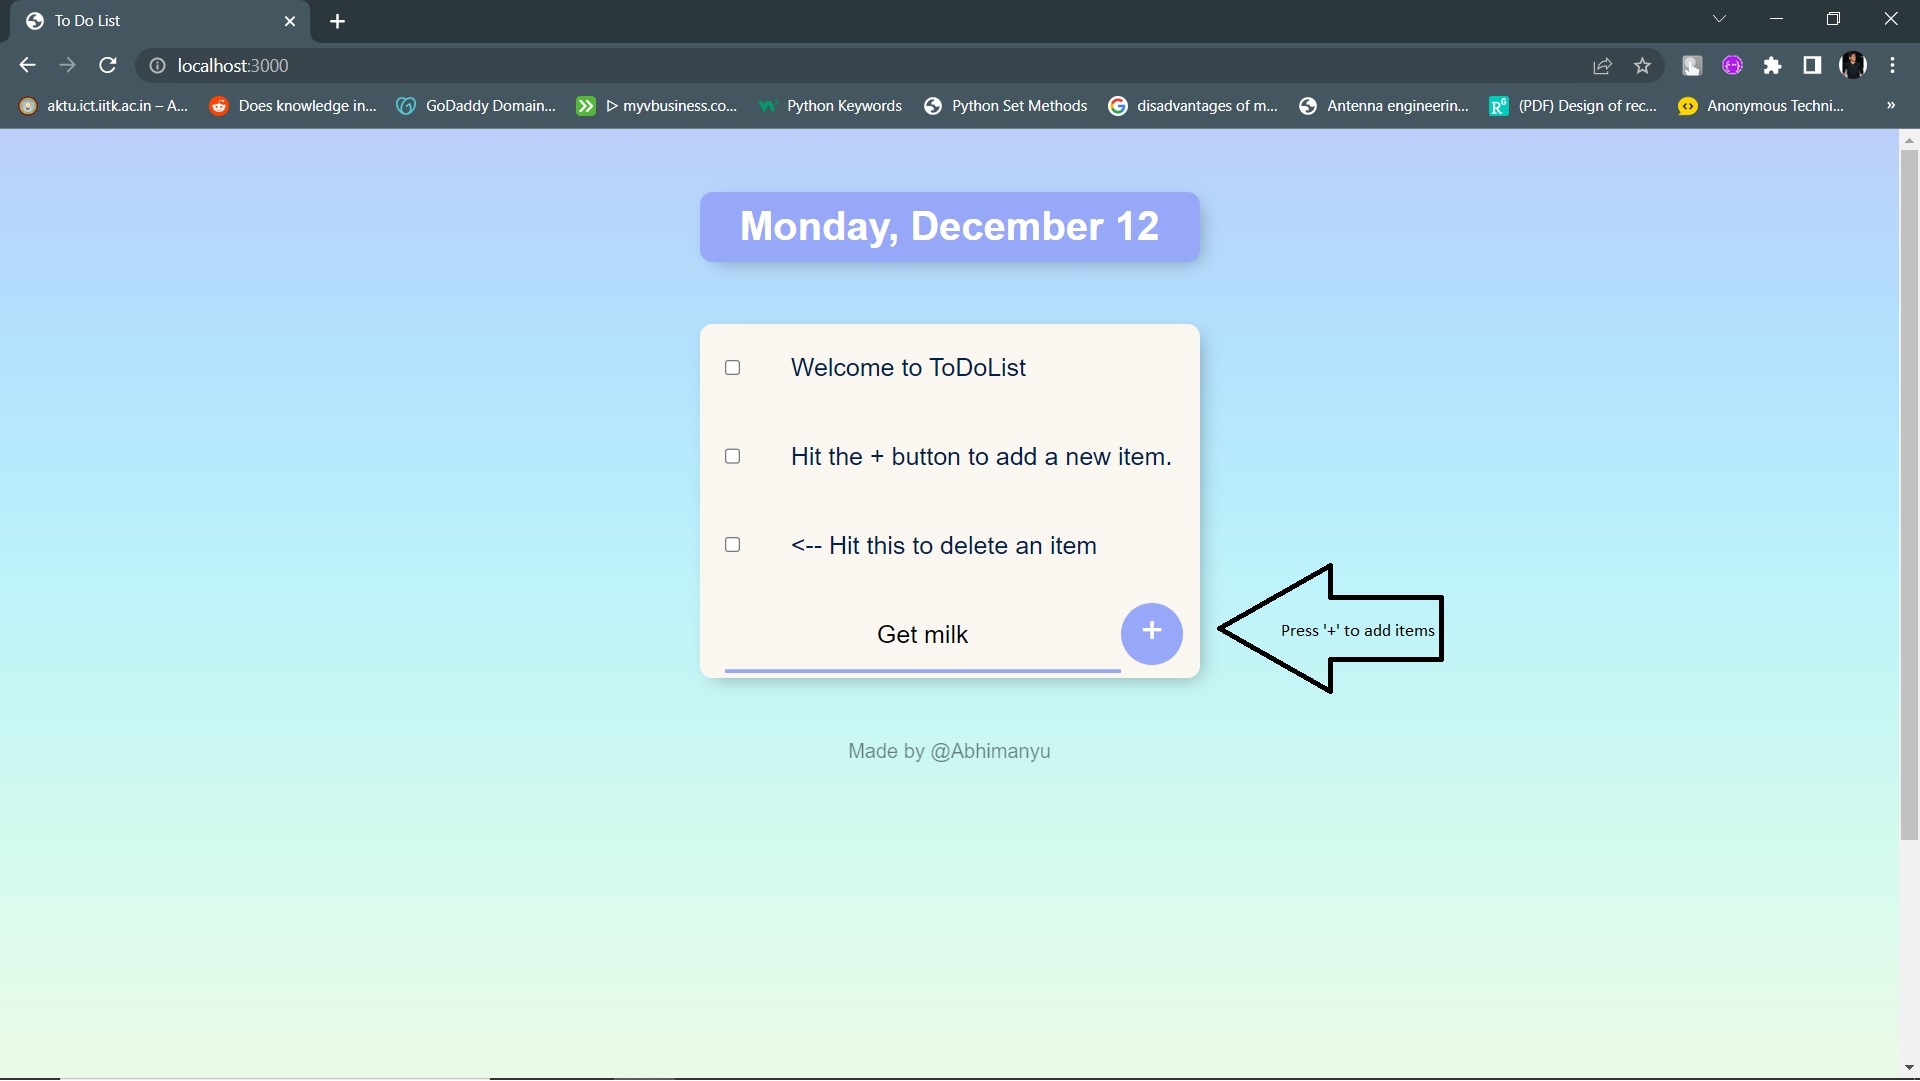 To Do List
localhost:3000
aktu.ict.iitk.ac.in – A...
Does knowledge in...
GoDaddy Domain...
myvbusiness.co...
Python Keywords
Python Set Methods
disadvantages of m...
Antenna engineerin...
(PDF) Design of rec...
Anonymous Techni...
»
Monday, December 12
Welcome to ToDoList
Hit the + button to add a new item.
<-- Hit this to delete an item
Get milk
+
Press '+' to add items
Made by @Abhimanyu